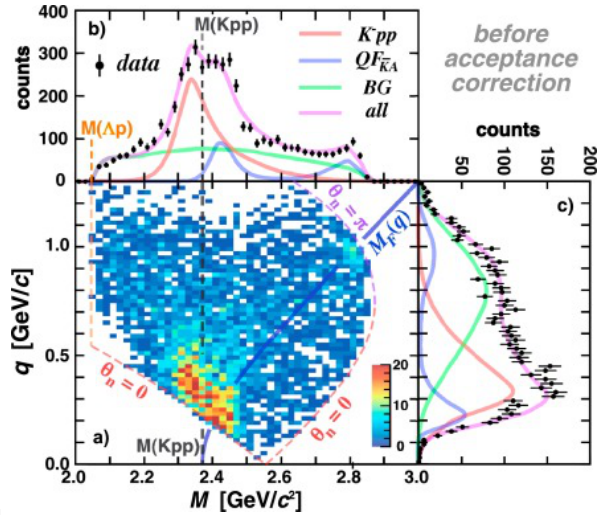 b)
M(Kpp)
counts
400
300
200
100
0
data
K⁻pp
QF_K̅A
BG
all
before
acceptance
correction
counts
50 100 150 200
M(Λp)
θₙ = π
M_F(q)
c)
q [GeV/c]
1.0
0.5
0.0
θₙ = 0
θₙ = 0
20
15
10
5
0
a)
M(Kpp)
2.0 2.2 2.4 2.6 2.8 3.0
M [GeV/c²]